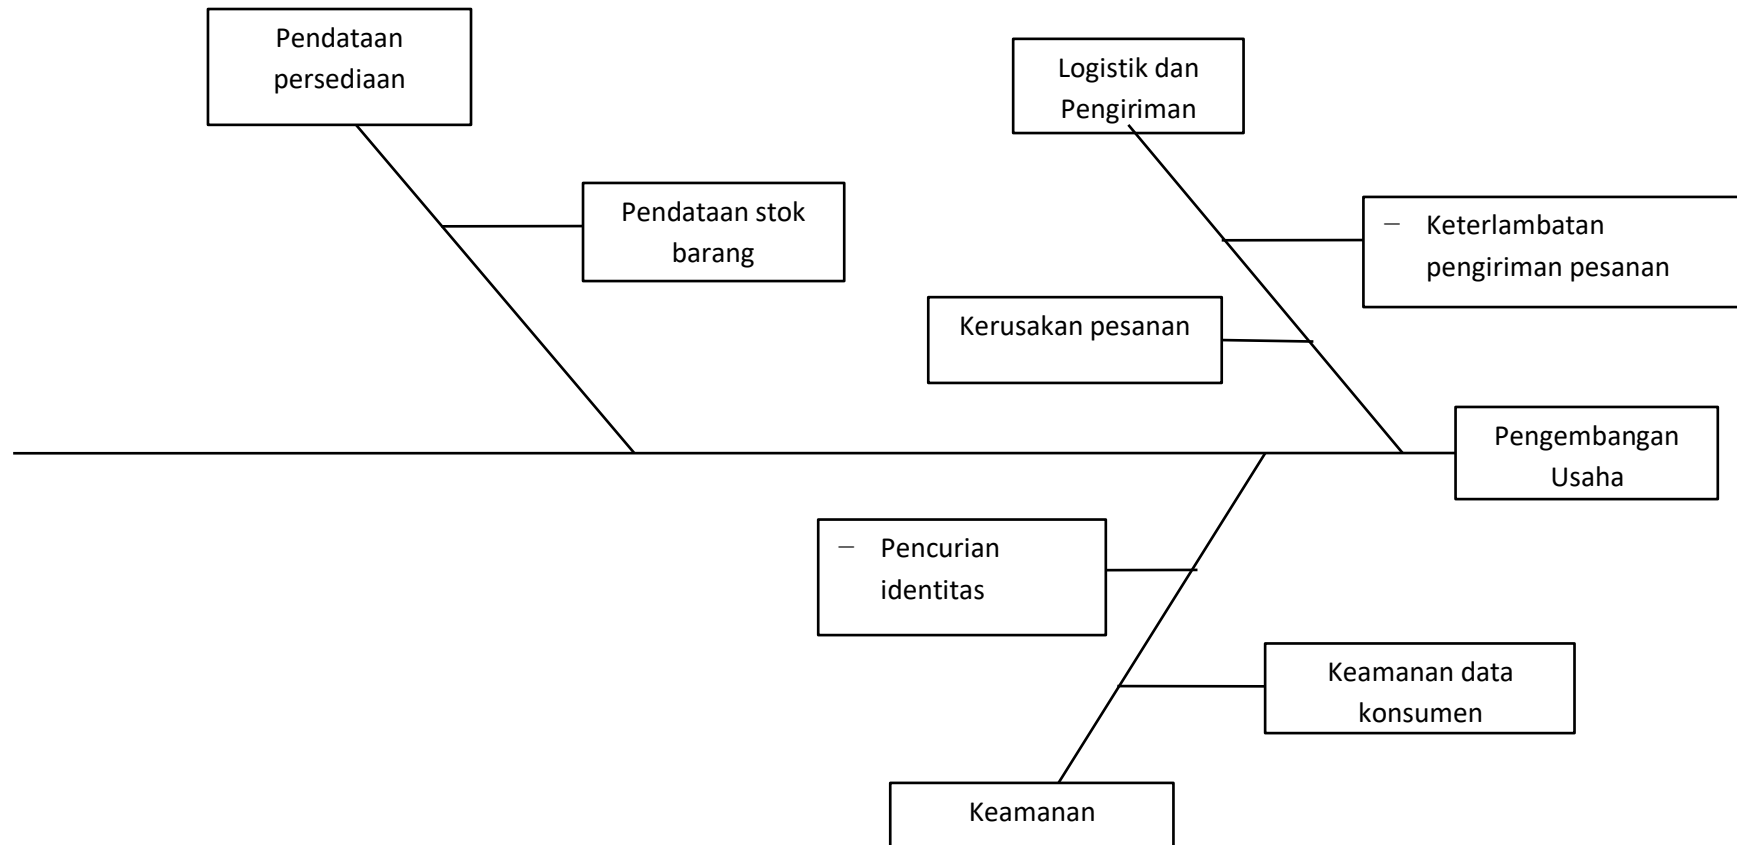 Pendataan
persediaan
Logistik dan
Pengiriman
Pendataan stok
barang
– Keterlambatan
pengiriman pesanan
Kerusakan pesanan
Pengembangan
Usaha
– Pencurian
identitas
Keamanan data
konsumen
Keamanan